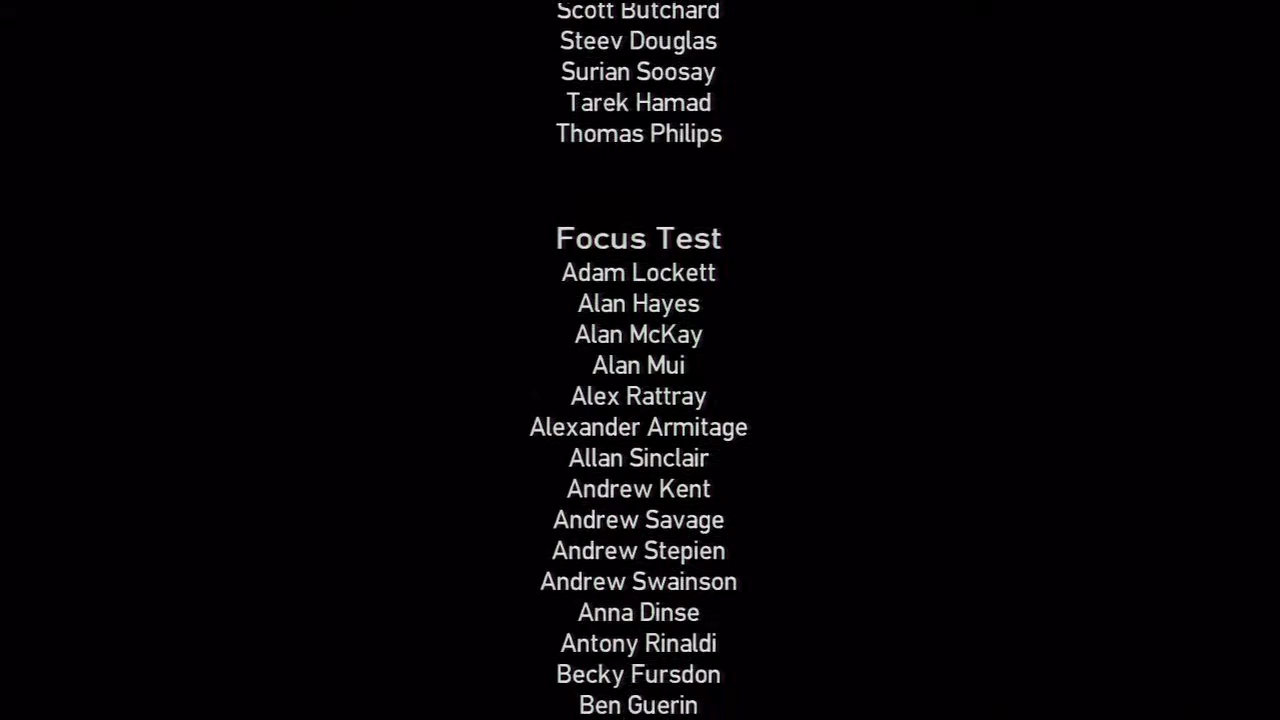 Scott Butchard
Steev Douglas
Surian Soosay
Tarek Hamad
Thomas Philips
Focus Test
Adam Lockett
Alan Hayes
Alan McKay
Alan Mui
Alex Rattray
Alexander Armitage
Allan Sinclair
Andrew Kent
Andrew Savage
Andrew Stepien
Andrew Swainson
Anna Dinse
Antony Rinaldi
Becky Fursdon
Ben Guerin